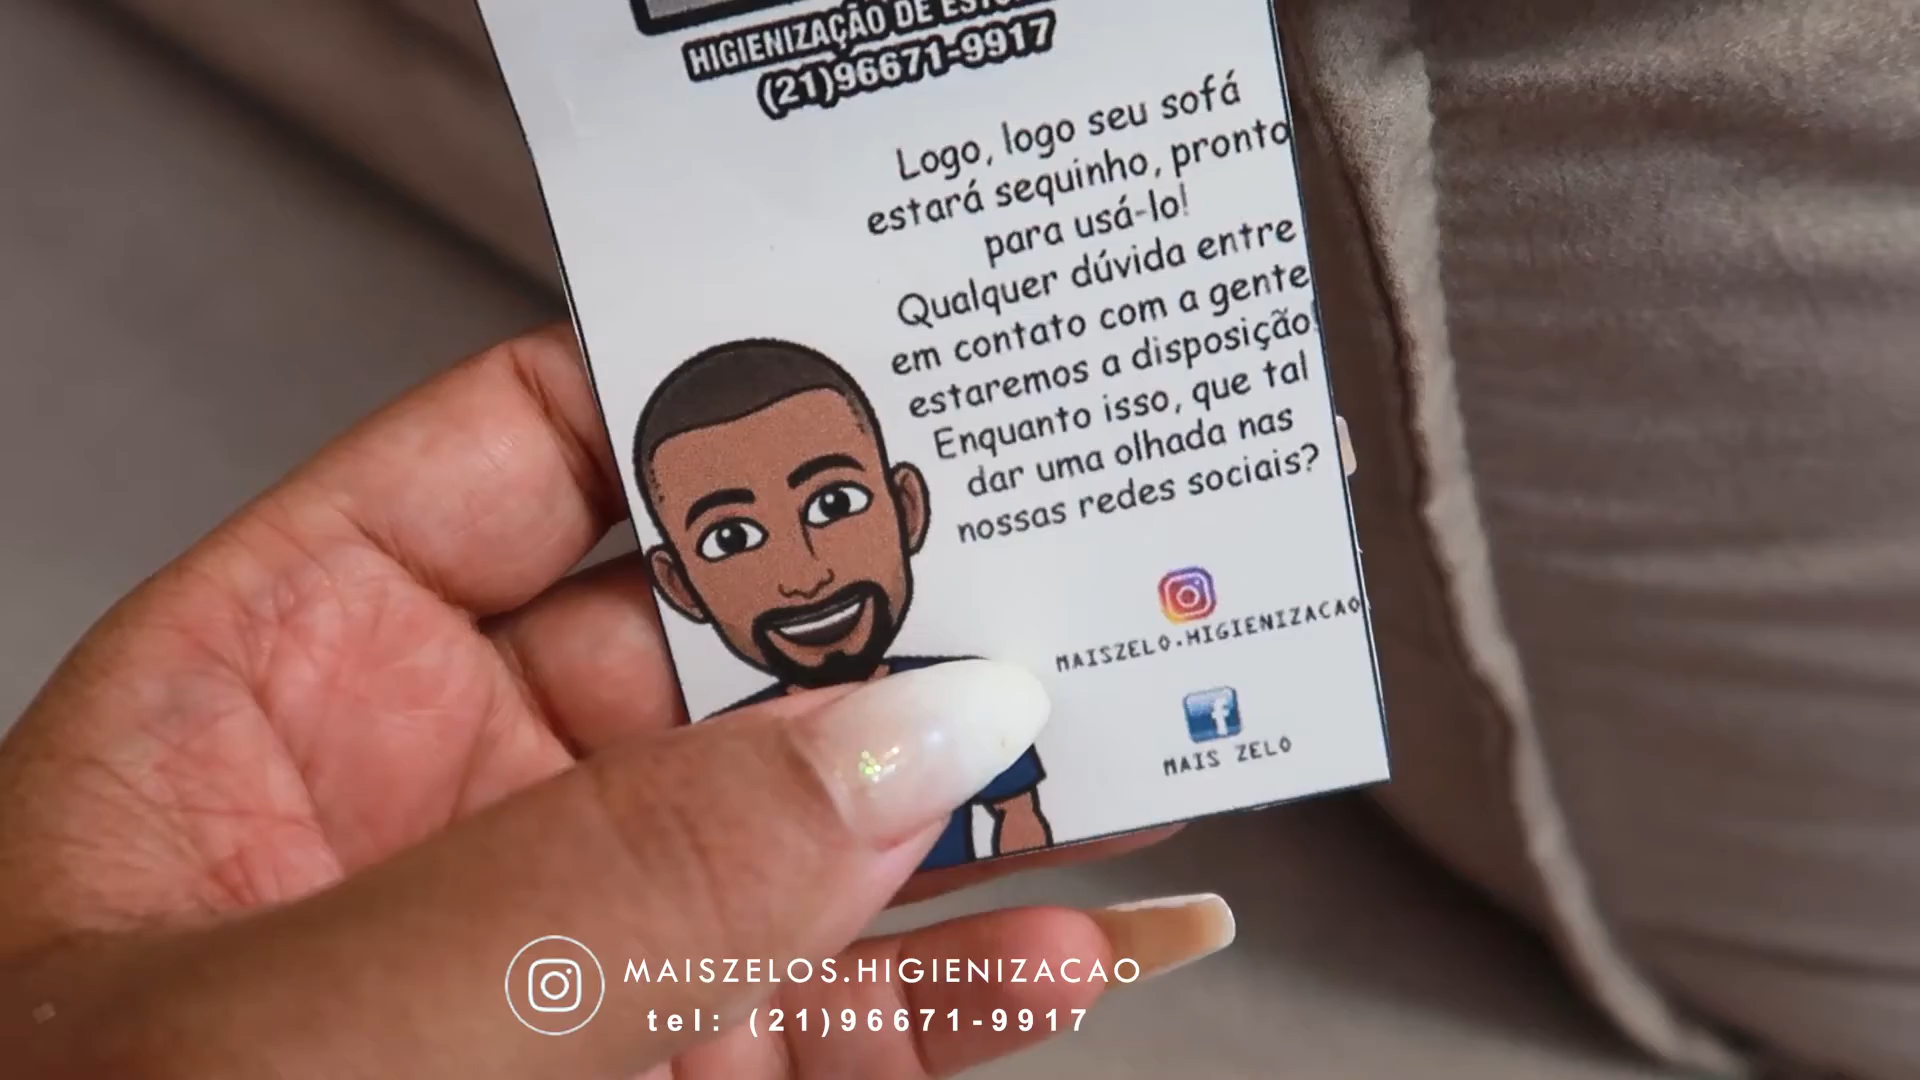 HIGIENIZAÇÃO DE
(21)96671-9917
Logo, logo seu sofá
estará sequinho, pronto
para usá-lo!
Qualquer dúvida entre
em contato com a gente
estaremos a disposição!
Enquanto isso, que tal
dar uma olhada nas
nossas redes sociais?
MAISZELO.HIGIENIZACAO
f
MAIS ZELO
MAISZELOS.HIGIENIZACAO
tel: (21)96671-9917